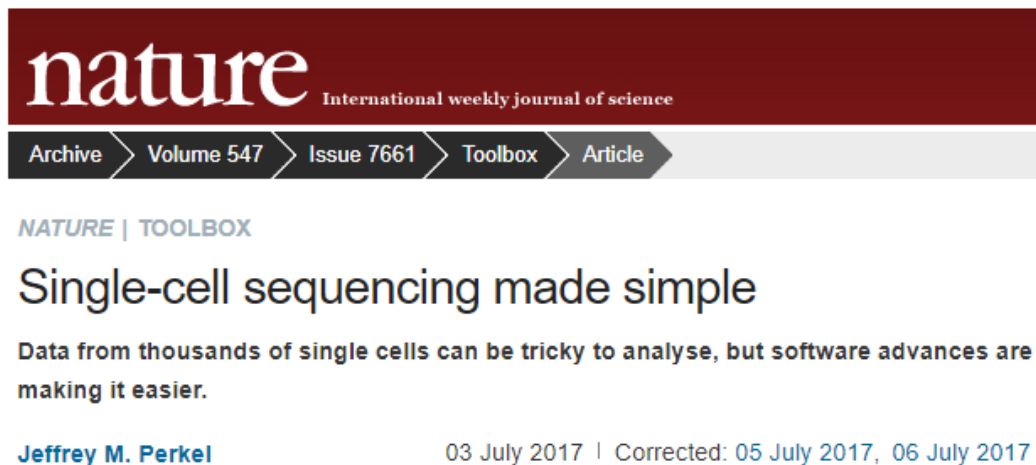 nature International weekly journal of science
Archive Volume 547 Issue 7661 Toolbox Article
NATURE | TOOLBOX
Single-cell sequencing made simple
Data from thousands of single cells can be tricky to analyse, but software advances are
making it easier.
Jeffrey M. Perkel 03 July 2017 | Corrected: 05 July 2017, 06 July 2017